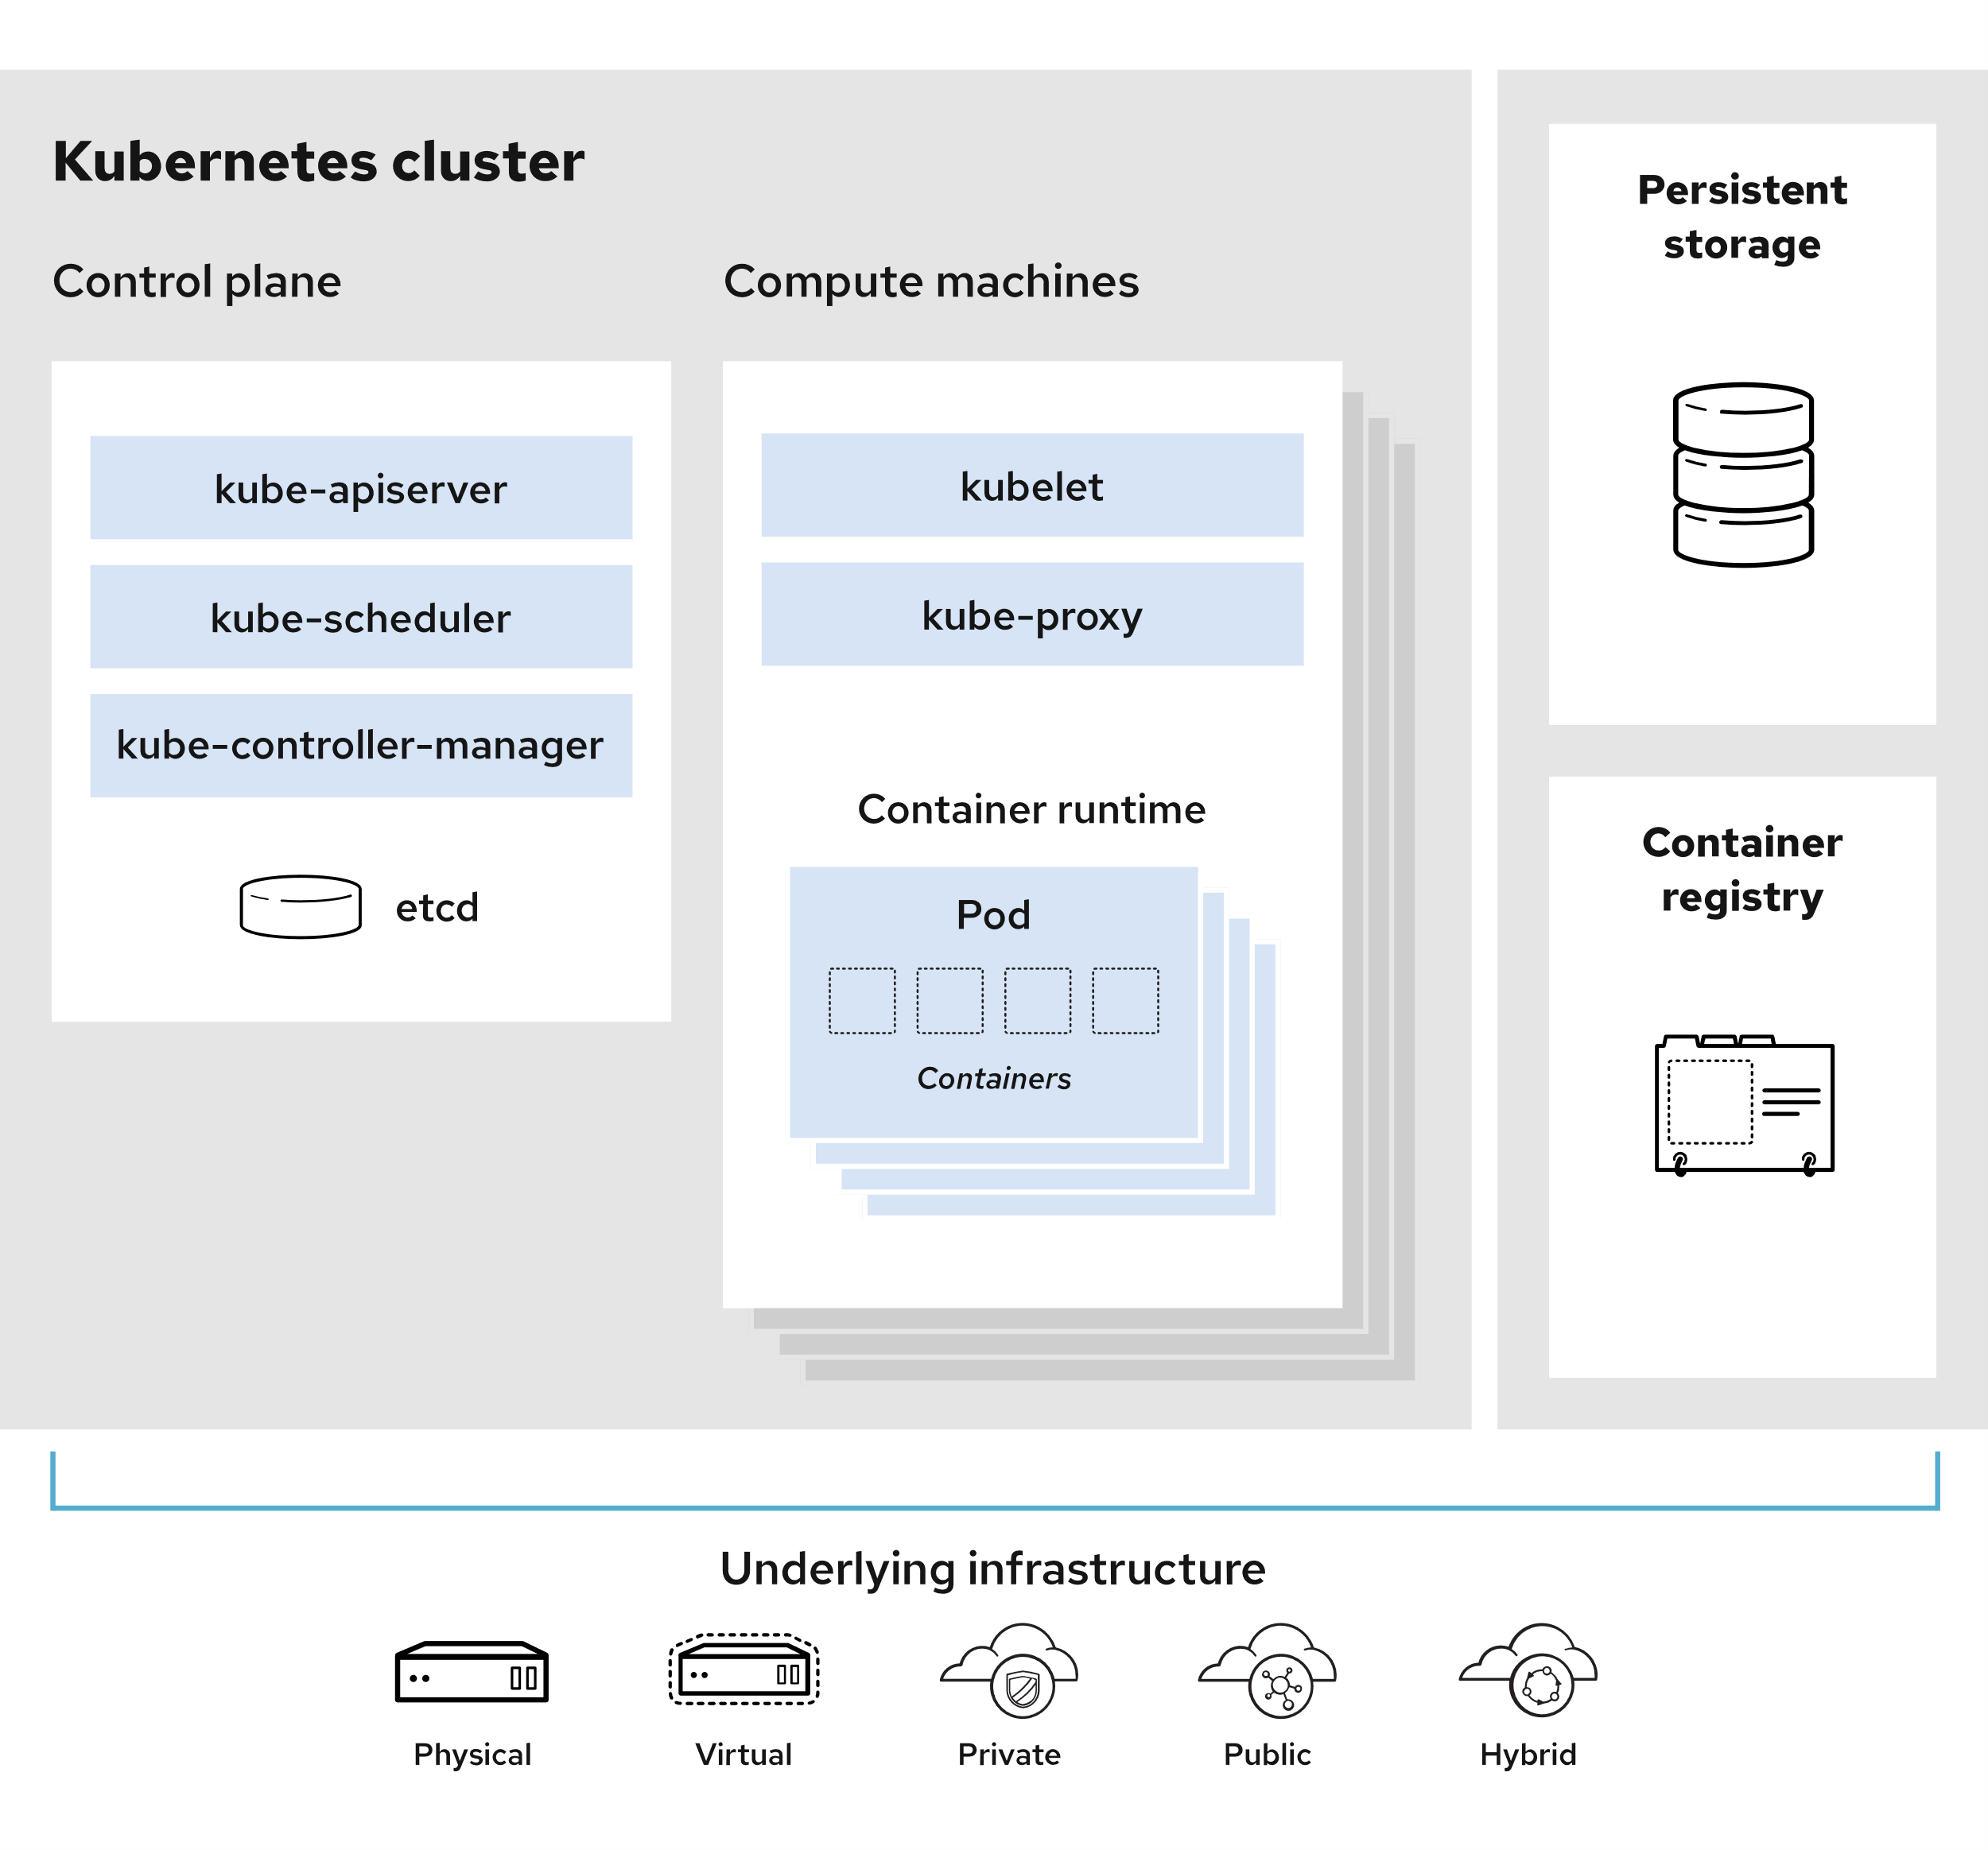 Kubernetes cluster
Control plane
kube-apiserver
kube-scheduler
kube-controller-manager
etcd
Compute machines
kubelet
kube-proxy
Container runtime
Pod
Containers
Persistent
storage
Container
registry
Underlying infrastructure
Physical
Virtual
Private
Public
Hybrid